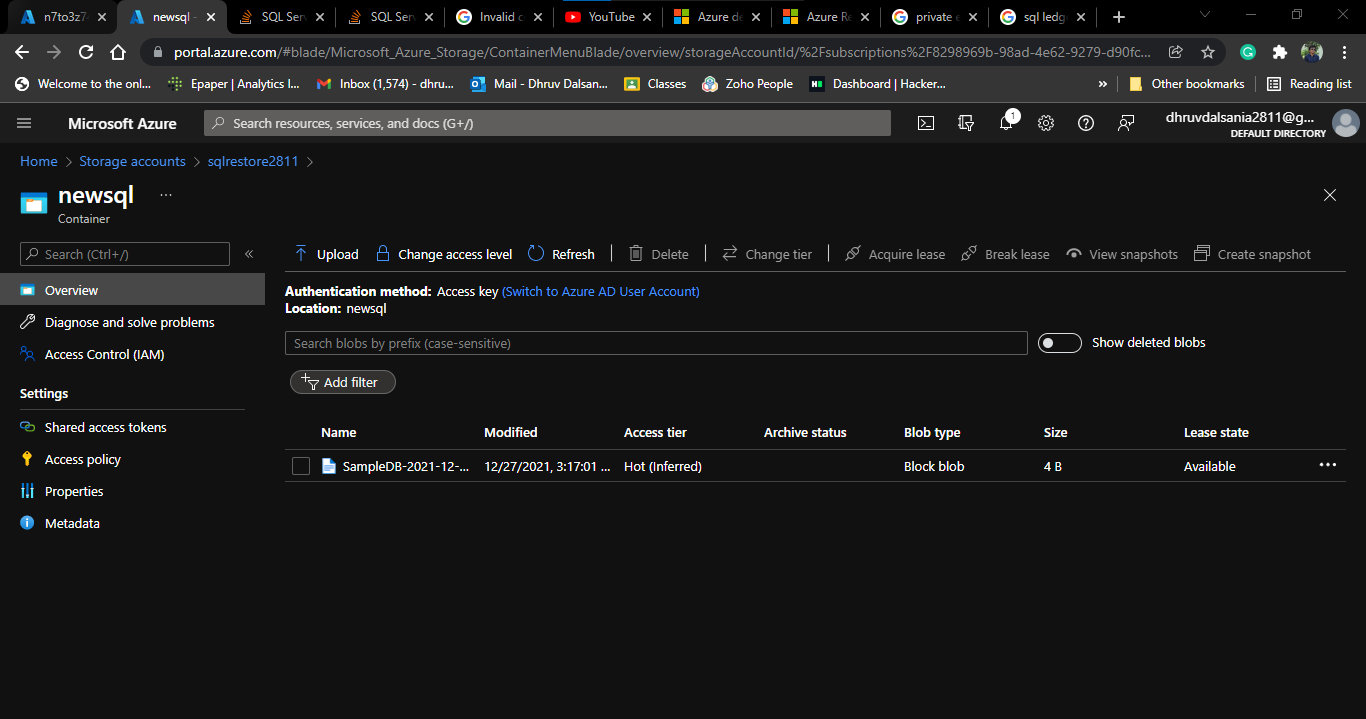 n7to3z7
newsql -
SQL Serv
SQL Serv
Invalid c
YouTube
Azure de
Azure Re
private e
sql ledge
portal.azure.com/#blade/Microsoft_Azure_Storage/ContainerMenuBlade/overview/storageAccountId/%2Fsubscriptions%2F8298969b-98ad-4e62-9279-d90fc...
Welcome to the onl...
Epaper | Analytics I...
Inbox (1,574) - dhru...
Mail - Dhruv Dalsan...
Classes
Zoho People
Dashboard | Hacker...
»
Other bookmarks
Reading list
Microsoft Azure
Search resources, services, and docs (G+/)
1
dhruvdalsania2811@g...
DEFAULT DIRECTORY
Home > Storage accounts > sqlrestore2811 >
newsql ...
Container
Search (Ctrl+/)
«
Upload
Change access level
Refresh
Delete
Change tier
Acquire lease
Break lease
View snapshots
Create snapshot
Overview
Diagnose and solve problems
Access Control (IAM)
Settings
Shared access tokens
Access policy
Properties
Metadata
Authentication method: Access key (Switch to Azure AD User Account)
Location: newsql
Search blobs by prefix (case-sensitive)
Show deleted blobs
Add filter
Name Modified Access tier Archive status Blob type Size Lease state
SampleDB-2021-12-... 12/27/2021, 3:17:01 ... Hot (Inferred) Block blob 4 B Available ...